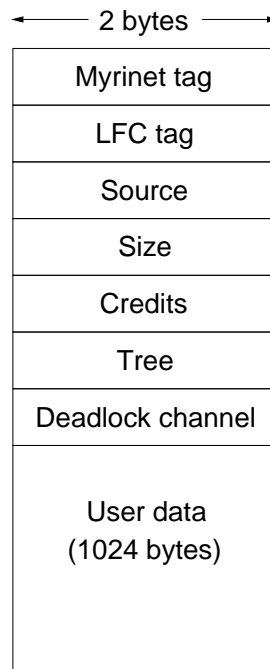 2 bytes
Myrinet tag
LFC tag
Source
Size
Credits
Tree
Deadlock channel
User data
(1024 bytes)